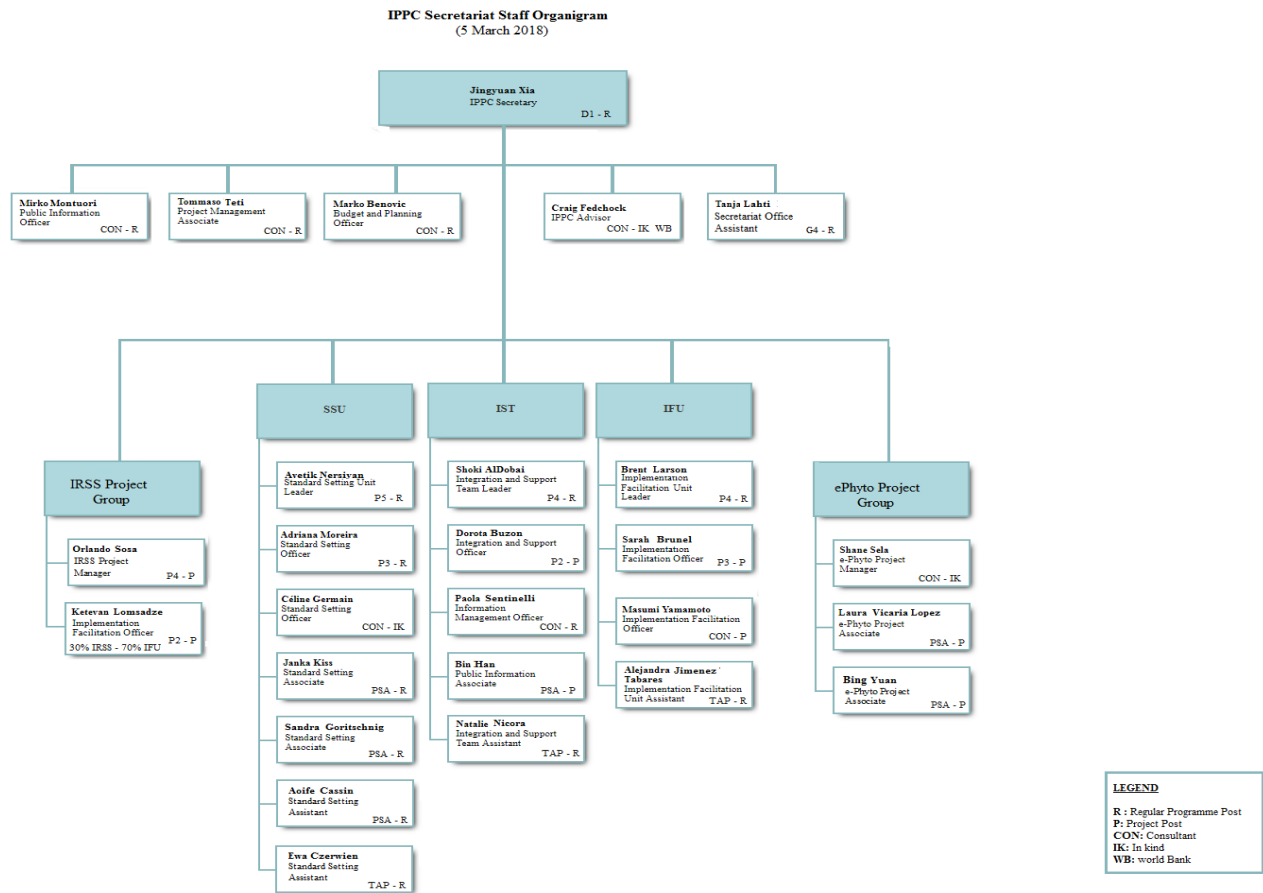 IPPC Secretariat Staff Organigram
(5 March 2018)
Jingyuan Xia
IPPC Secretary
D1 - R
Mirko Montuori
Public Information
Officer
CON - R
Tommaso Teti
Project Management
Associate
CON - R
Marko Benovic
Budget and Planning
Officer
CON - R
Craig Fedchock
IPPC Advisor
CON - IK WB
Tanja Lahti
Secretariat Office
Assistant
G4 - R
IRSS Project
Group
Orlando Sosa
IRSS Project
Manager
P4 - P
Ketevan Lomsadze
Implementation
Facilitation Officer
P2 - P
30% IRSS - 70% IFU
SSU
Avetik Nersiyan
Standard Setting Unit
Leader
P5 - R
Adriana Moreira
Standard Setting
Officer
P3 - R
Céline Germain
Standard Setting
Officer
CON - IK
Janka Kiss
Standard Setting
Associate
PSA - R
Sandra Goritschnig
Standard Setting
Associate
PSA - R
Aoife Cassin
Standard Setting
Assistant
PSA - R
Ewa Czerwien
Standard Setting
Assistant
TAP - R
IST
Shoki AlDobai
Integration and Support
Team Leader
P4 - R
Dorota Buzon
Integration and Support
Officer
P2 - P
Paola Sentinelli
Information
Management Officer
CON - R
Bin Han
Public Information
Associate
PSA - P
Natalie Nicora
Integration and Support
Team Assistant
TAP - R
IFU
Brent Larson
Implementation
Facilitation Unit
Leader
P4 - R
Sarah Brunel
Implementation
Facilitation Officer
P3 - P
Masumi Yamamoto
Implementation Facilitation
Officer
CON - P
Alejandra Jimenez
Tabares
Implementation Facilitation
Unit Assistant
TAP - R
ePhyto Project
Group
Shane Sela
e-Phyto Project
Manager
CON - IK
Laura Vicaria Lopez
e-Phyto Project
Associate
PSA - P
Bing Yuan
e-Phyto Project
Associate
PSA - P
LEGEND
R : Regular Programme Post
P: Project Post
CON: Consultant
IK: In kind
WB: world Bank